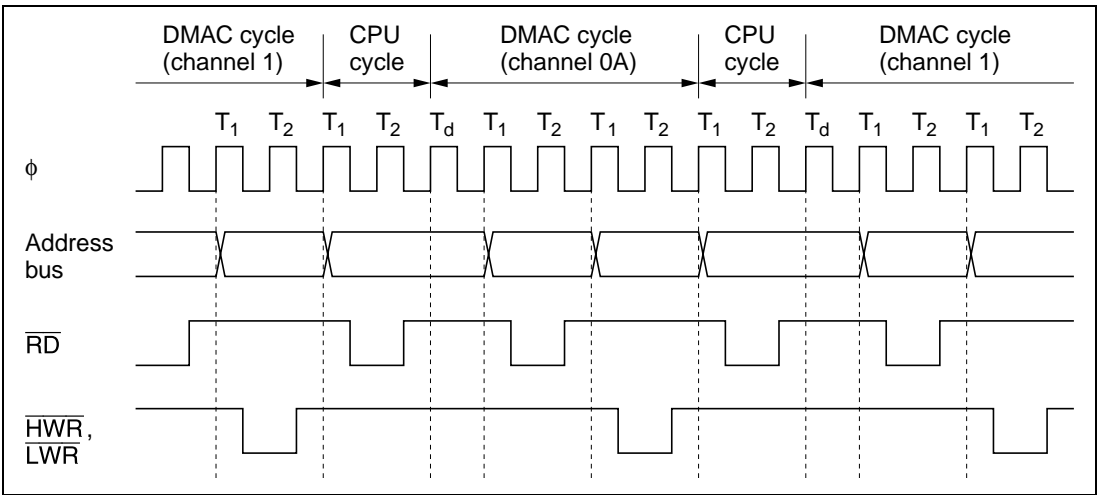 DMAC cycle (channel 1)
CPU cycle
DMAC cycle (channel 0A)
CPU cycle
DMAC cycle (channel 1)
T1 T2 T1 T2 Td T1 T2 T1 T2 T1 T2 Td T1 T2 T1 T2
ϕ
Address bus
RD
HWR, LWR